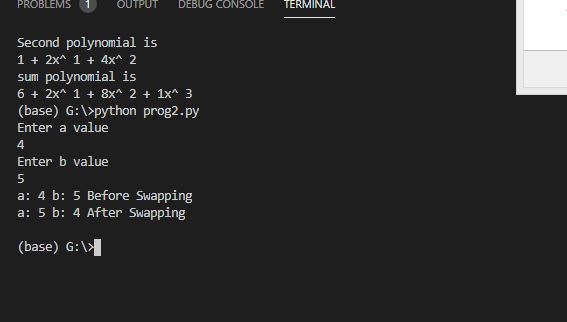 PROBLEMS 1 OUTPUT DEBUG CONSOLE TERMINAL
Second polynomial is
1 + 2x^ 1 + 4x^ 2
sum polynomial is
6 + 2x^ 1 + 8x^ 2 + 1x^ 3
(base) G:\>python prog2.py
Enter a value
4
Enter b value
5
a: 4 b: 5 Before Swapping
a: 5 b: 4 After Swapping
(base) G:\>